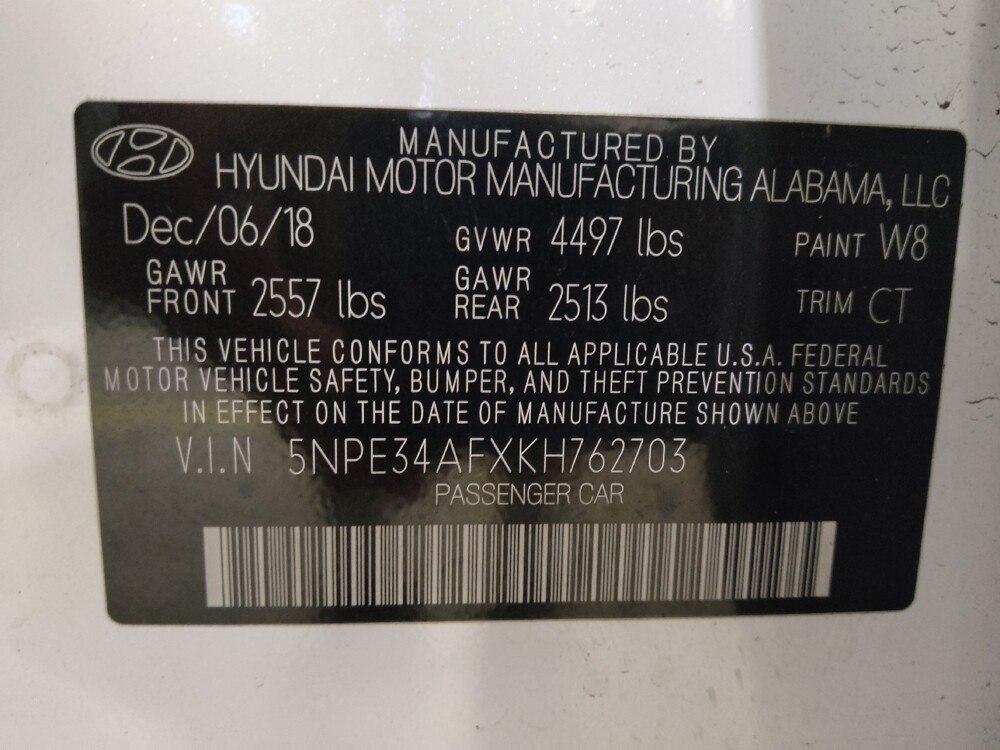 MANUFACTURED BY
HYUNDAI MOTOR MANUFACTURING ALABAMA, LLC
Dec/06/18 GVWR 4497 lbs PAINT W8
GAWR FRONT 2557 lbs GAWR REAR 2513 lbs TRIM CT
THIS VEHICLE CONFORMS TO ALL APPLICABLE U.S.A. FEDERAL
MOTOR VEHICLE SAFETY, BUMPER, AND THEFT PREVENTION STANDARDS
IN EFFECT ON THE DATE OF MANUFACTURE SHOWN ABOVE
V.I.N 5NPE34AFXKH762703
PASSENGER CAR